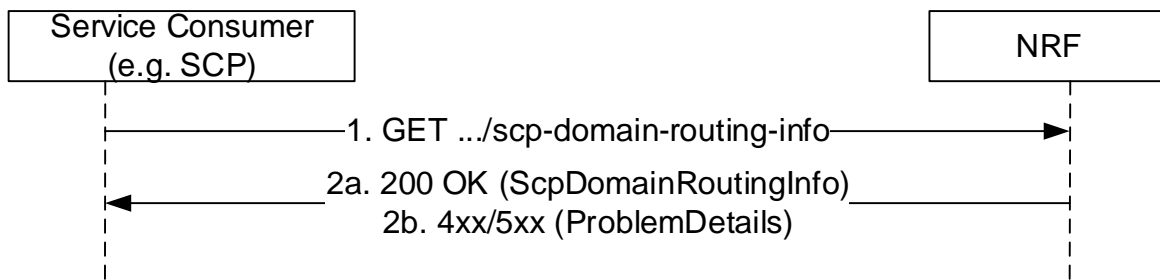 Service Consumer
(e.g. SCP)
NRF
1. GET .../scp-domain-routing-info
2a. 200 OK (ScpDomainRoutingInfo)
2b. 4xx/5xx (ProblemDetails)